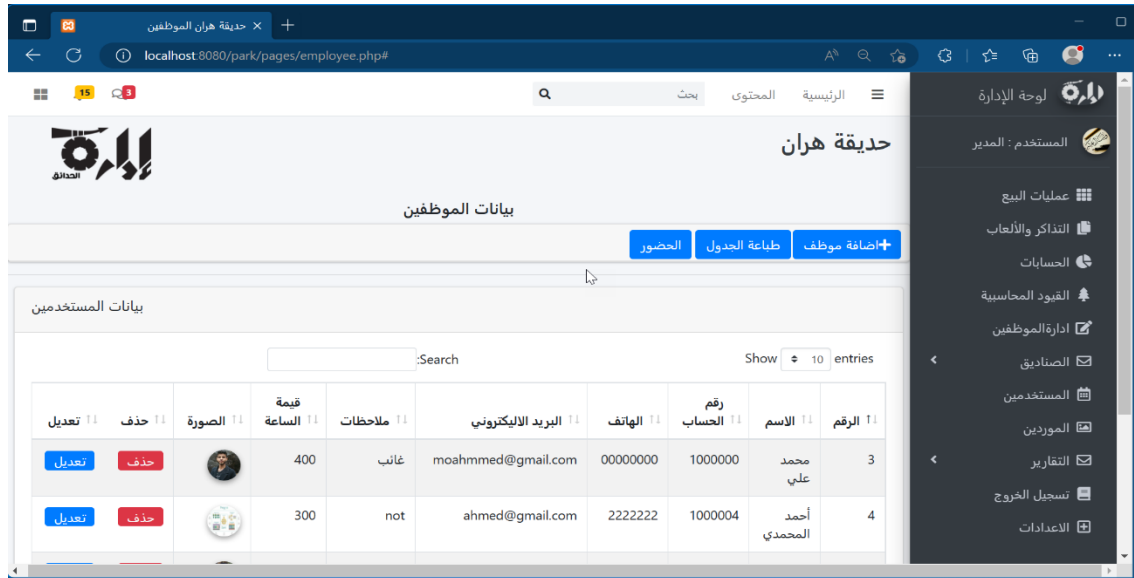 حديقة هران الموظفين
localhost:8080/park/pages/employee.php#
لوحة الإدارة
المستخدم : المدير
عمليات البيع
التذاكر والألعاب
الحسابات
القيود المحاسبية
ادارةالموظفين
الصناديق
المستخدمين
الموردين
التقارير
تسجيل الخروج
الاعدادات
الرئيسية المحتوى بحث
15 3
حديقة هران
الحدائق
بيانات الموظفين
اضافة موظف طباعة الجدول الحضور
بيانات المستخدمين
Show 10 entries
Search:
الرقم الاسم رقم الحساب الهاتف البريد الاليكتروني ملاحظات قيمة الساعة الصورة حذف تعديل
3 محمد علي 1000000 00000000 moahmmed@gmail.com غائب 400 حذف تعديل
4 أحمد المحمدي 1000004 2222222 ahmed@gmail.com not 300 حذف تعديل